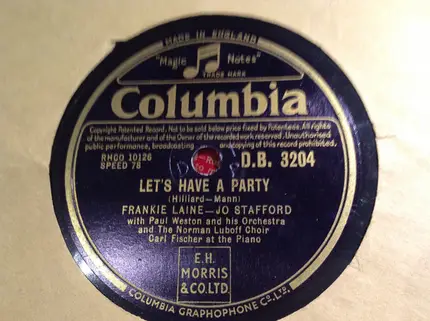 MADE IN ENGLAND
"Magic Notes"
TRADE MARK
Columbia
Copyright Patented Record. Not to be sold below price fixed by Patentees. All rights
of the manufacturer and of the Owner of the recorded work reserved. Unauthorised
public performance, broadcasting and copying of this record prohibited.
RHCO 10126
SPEED 78
D.B. 3204
LET'S HAVE A PARTY
(Hilliard—Mann)
FRANKIE LAINE—JO STAFFORD
with Paul Weston and his Orchestra
and The Norman Luboff Choir
Carl Fischer at the Piano
E.H.
MORRIS
& CO. LTD.
COLUMBIA GRAPHOPHONE CO. LTD.